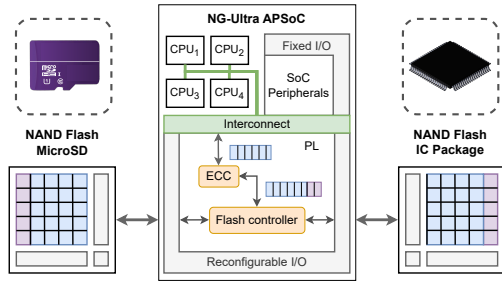 NG-Ultra APSoC
CPU1
CPU2
CPU3
CPU4
Fixed I/O
SoC
Peripherals
Interconnect
PL
ECC
Flash controller
Reconfigurable I/O
NAND Flash
MicroSD
NAND Flash
IC Package